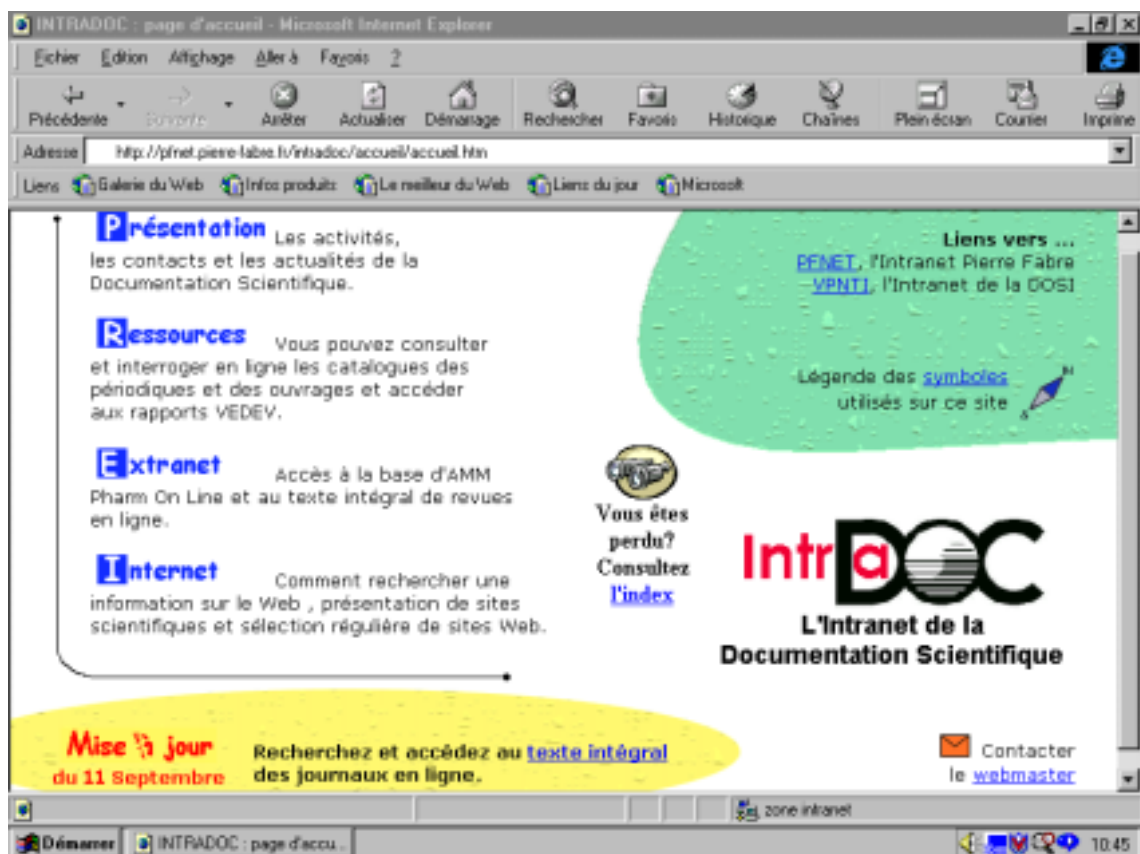 INTRADOC : page d'accueil - Microsoft Internet Explorer
Fichier Edition Affichage Aller à Favoris ?
Précédente Suivante Arrêter Actualiser Démarrage Rechercher Favoris Historique Chaînes Plein écran Courrier Imprime
Adresse http://pfnet.pierre-fabre.fr/intradoc/accueil/accueil.htm
Liens Galerie du Web Infos produits Le meilleur du Web Liens du jour Microsoft
Présentation Les activités,
les contacts et les actualités de la
Documentation Scientifique.
Ressources Vous pouvez consulter
et interroger en ligne les catalogues des
périodiques et des ouvrages et accéder
aux rapports VEDEV.
Extranet Accès à la base d'AMM
Pharm On Line et au texte intégral de revues
en ligne.
Internet Comment rechercher une
information sur le Web , présentation de sites
scientifiques et sélection régulière de sites Web.
Liens vers ...
PFNET, l'Intranet Pierre Fabre
VPNTI, l'Intranet de la DOSI
Légende des symboles
utilisés sur ce site
N
S
Vous êtes
perdu?
Consultez
l'index
IntraDOC
L'Intranet de la
Documentation Scientifique
Mise à jour
du 11 Septembre
Recherchez et accédez au texte intégral
des journaux en ligne.
Contacter
le webmaster
zone intranet
Démarrer INTRADOC : page d'accu... 10:45